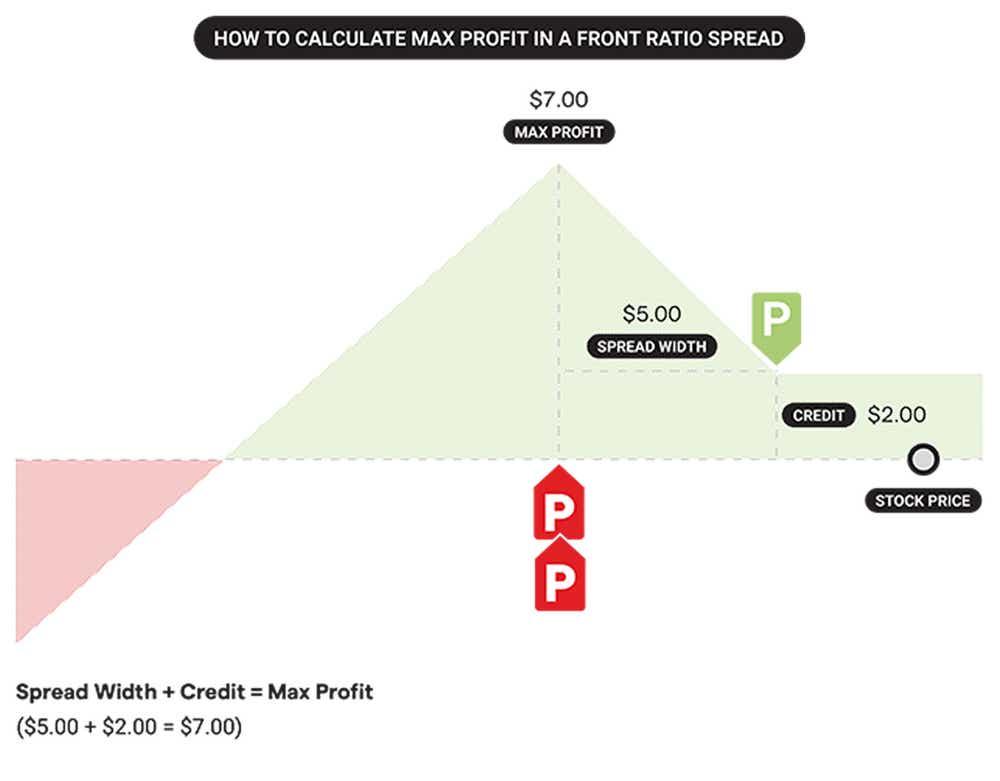 HOW TO CALCULATE MAX PROFIT IN A FRONT RATIO SPREAD
$7.00
MAX PROFIT
$5.00
P
SPREAD WIDTH
CREDIT $2.00
STOCK PRICE
P
P
Spread Width + Credit = Max Profit
($5.00 + $2.00 = $7.00)